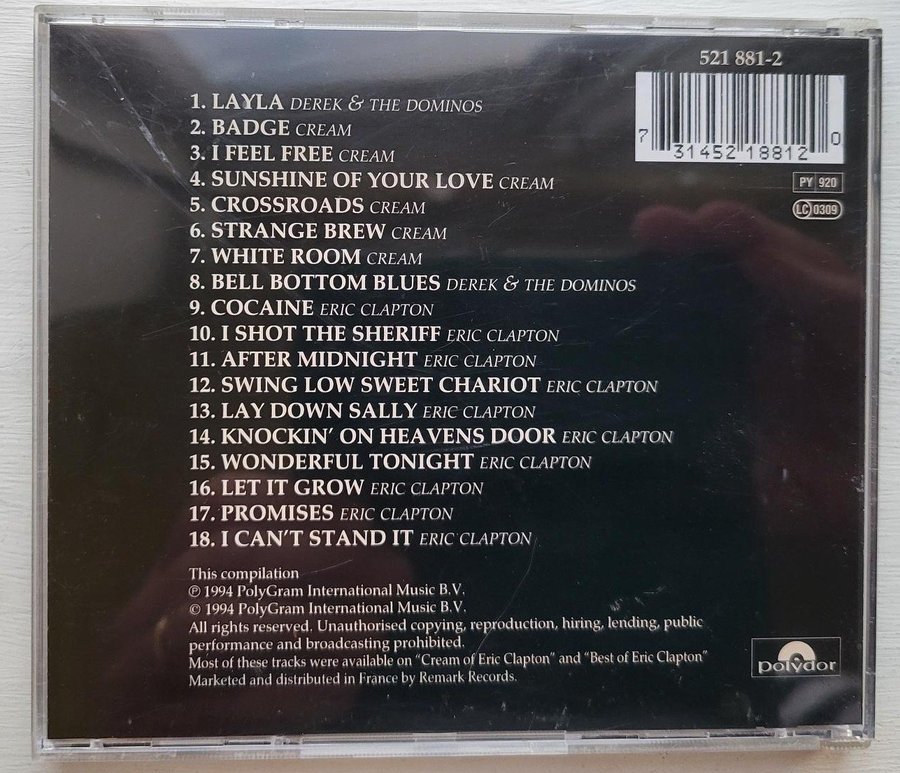 521 881-2
7 31452 18812 0
PY 920
LC 0309
1. LAYLA DEREK & THE DOMINOS
2. BADGE CREAM
3. I FEEL FREE CREAM
4. SUNSHINE OF YOUR LOVE CREAM
5. CROSSROADS CREAM
6. STRANGE BREW CREAM
7. WHITE ROOM CREAM
8. BELL BOTTOM BLUES DEREK & THE DOMINOS
9. COCAINE ERIC CLAPTON
10. I SHOT THE SHERIFF ERIC CLAPTON
11. AFTER MIDNIGHT ERIC CLAPTON
12. SWING LOW SWEET CHARIOT ERIC CLAPTON
13. LAY DOWN SALLY ERIC CLAPTON
14. KNOCKIN' ON HEAVENS DOOR ERIC CLAPTON
15. WONDERFUL TONIGHT ERIC CLAPTON
16. LET IT GROW ERIC CLAPTON
17. PROMISES ERIC CLAPTON
18. I CAN'T STAND IT ERIC CLAPTON
This compilation
℗ 1994 PolyGram International Music B.V.
© 1994 PolyGram International Music B.V.
All rights reserved. Unauthorised copying, reproduction, hiring, lending, public
performance and broadcasting prohibited.
Most of these tracks were available on "Cream of Eric Clapton" and "Best of Eric Clapton"
Marketed and distributed in France by Remark Records.
polydor